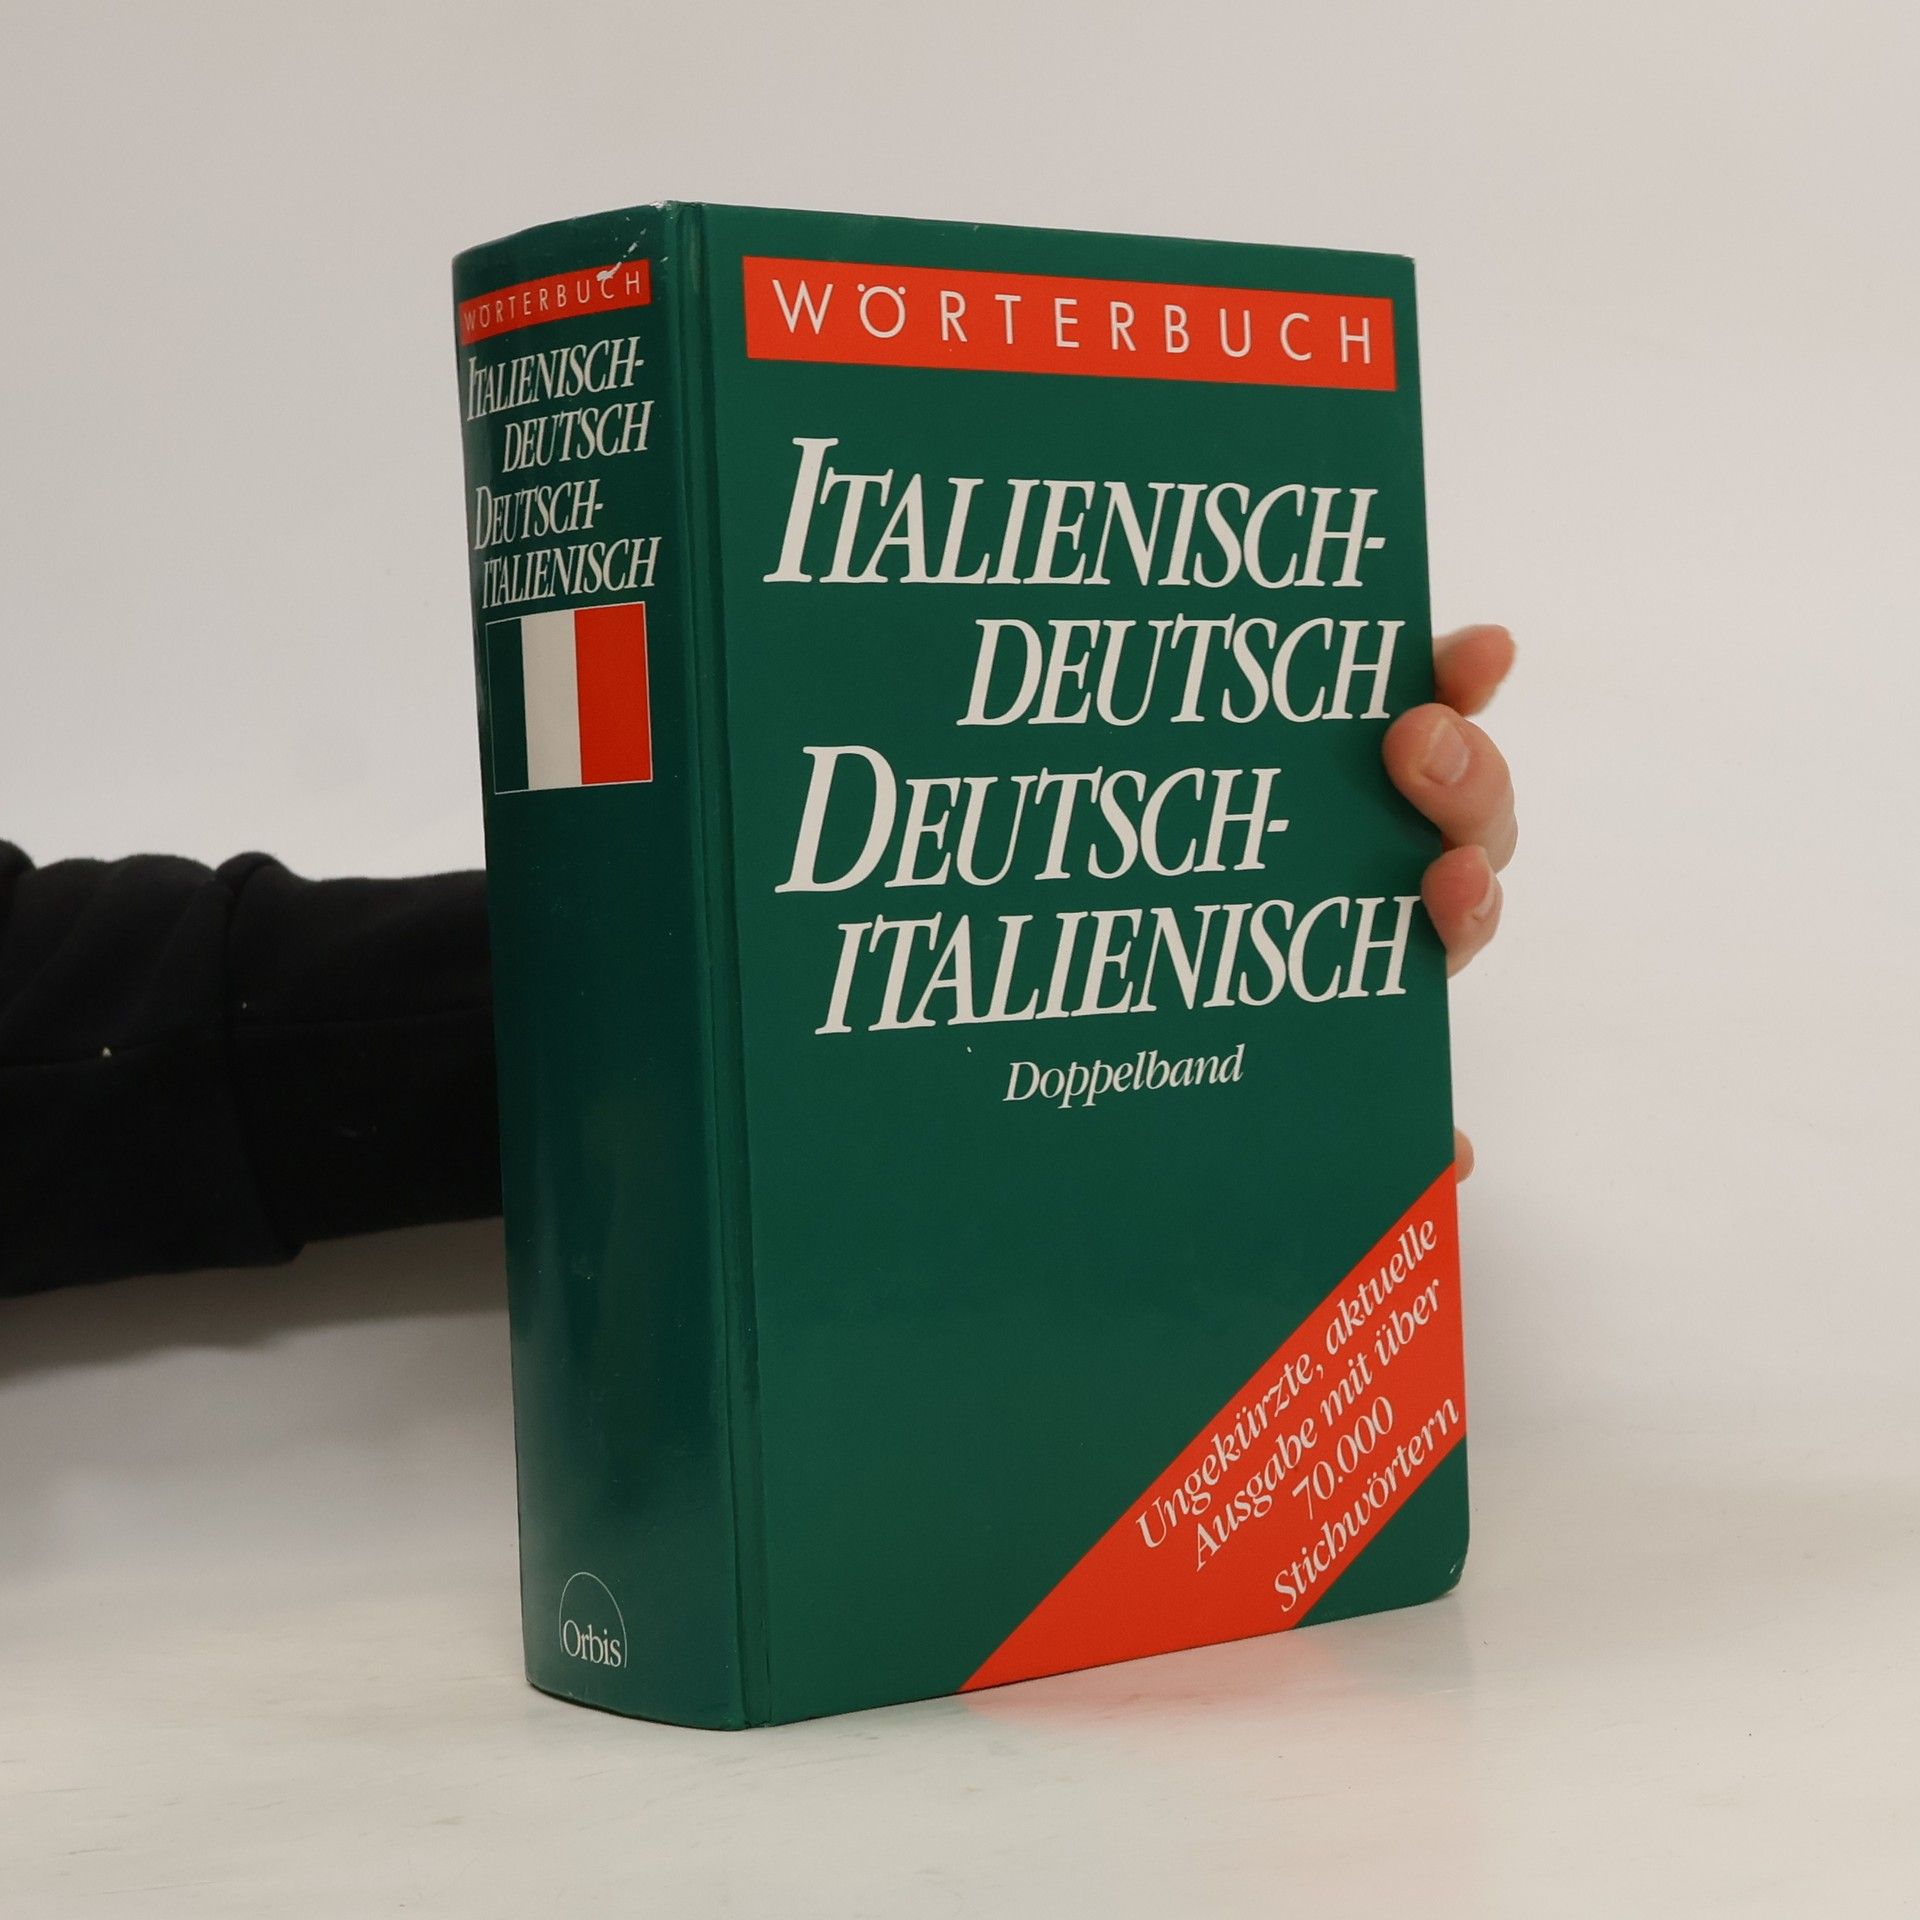 WÖRTERBUCH
ITALIENISCH-
DEUTSCH
DEUTSCH-
ITALIENISCH
Orbis
WÖRTERBUCH
ITALIENISCH-
DEUTSCH
DEUTSCH-
ITALIENISCH
Doppelband
Ungekürzte, aktuelle
Ausgabe mit über
70.000
Stichwörtern